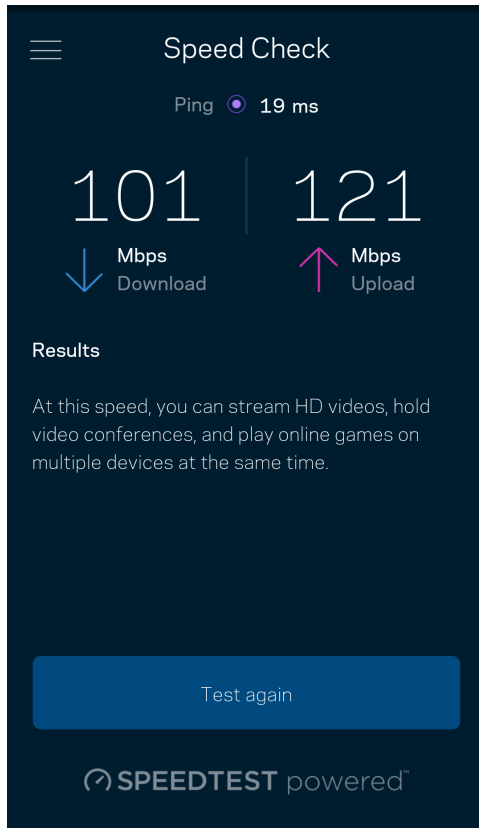 Speed Check
Ping 19 ms
101 121
Mbps Mbps
Download Upload
Results
At this speed, you can stream HD videos, hold
video conferences, and play online games on
multiple devices at the same time.
Test again
SPEEDTEST powered™